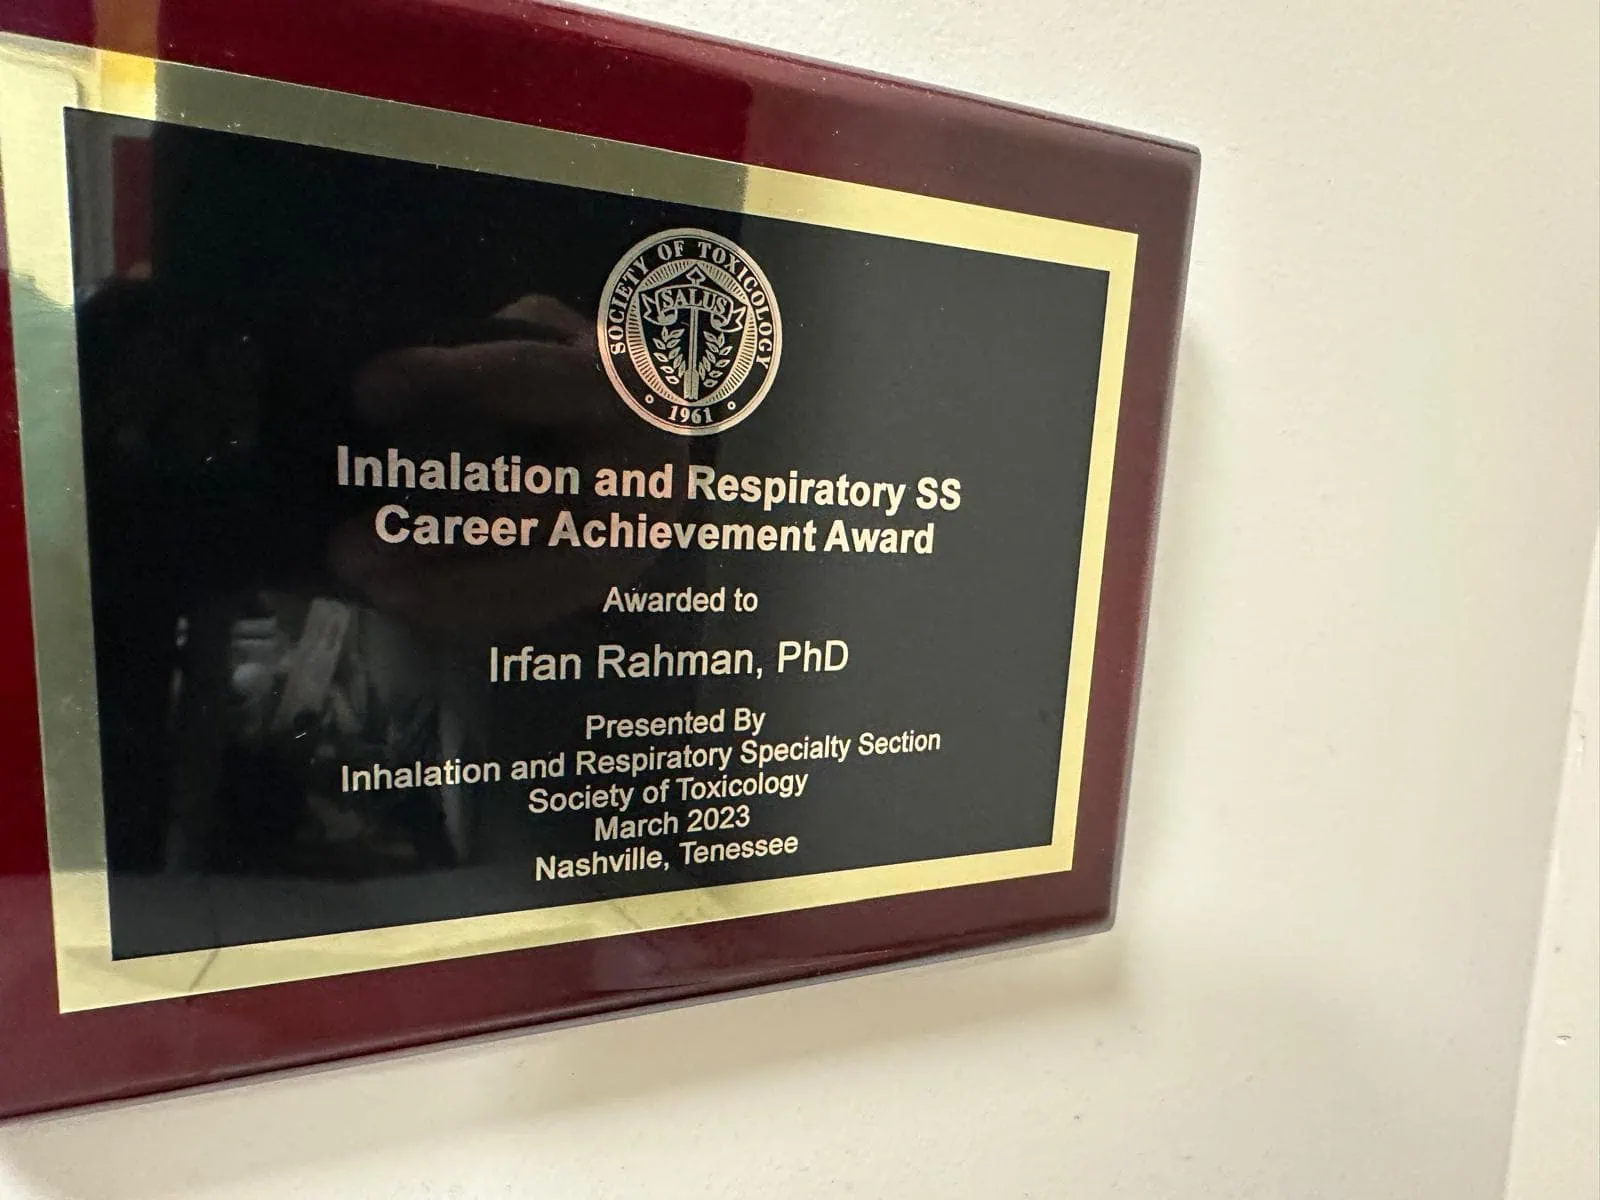 SOCIETY OF TOXICOLOGY
SALUS
1961
Inhalation and Respiratory SS
Career Achievement Award
Awarded to
Irfan Rahman, PhD
Presented By
Inhalation and Respiratory Specialty Section
Society of Toxicology
March 2023
Nashville, Tenessee